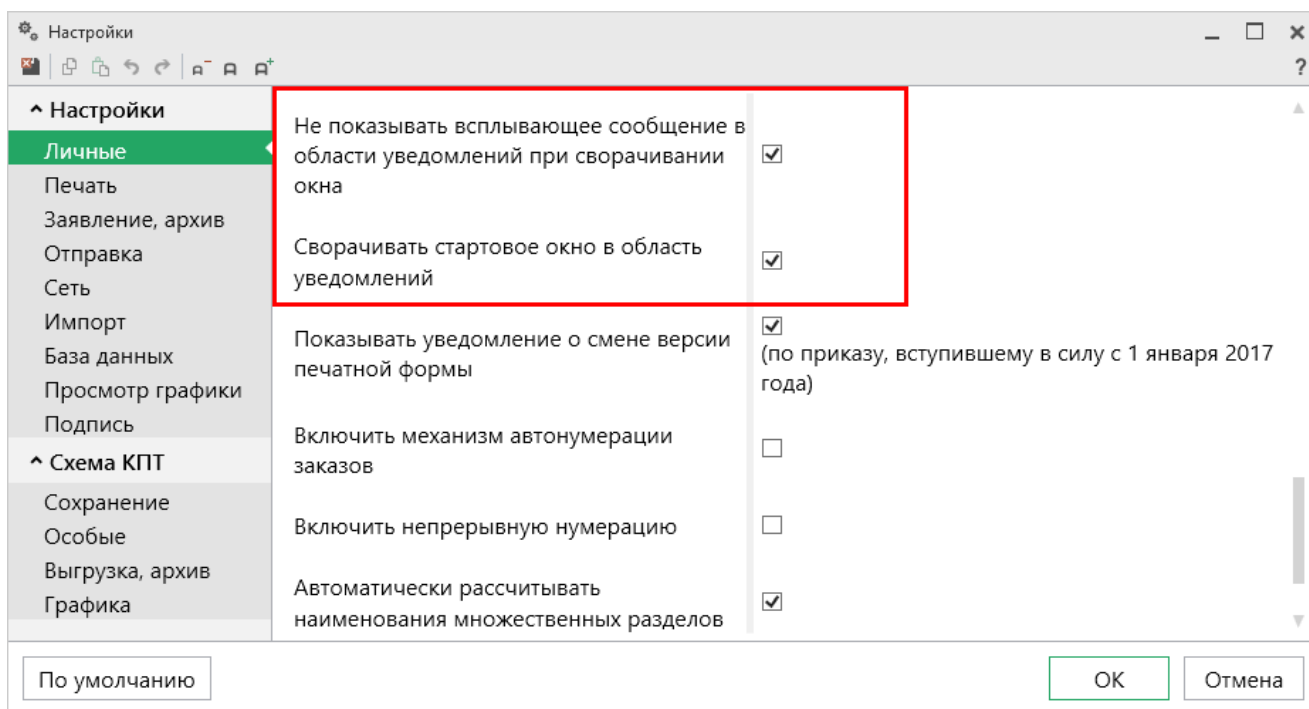 Настройки
?
Настройки
Личные
Печать
Заявление, архив
Отправка
Сеть
Импорт
База данных
Просмотр графики
Подпись
Схема КПТ
Сохранение
Особые
Выгрузка, архив
Графика
Не показывать всплывающее сообщение в
области уведомлений при сворачивании
окна
Сворачивать стартовое окно в область
уведомлений
Показывать уведомление о смене версии
печатной формы
(по приказу, вступившему в силу с 1 января 2017
года)
Включить механизм автонумерации
заказов
Включить непрерывную нумерацию
Автоматически рассчитывать
наименования множественных разделов
По умолчанию
ОК
Отмена